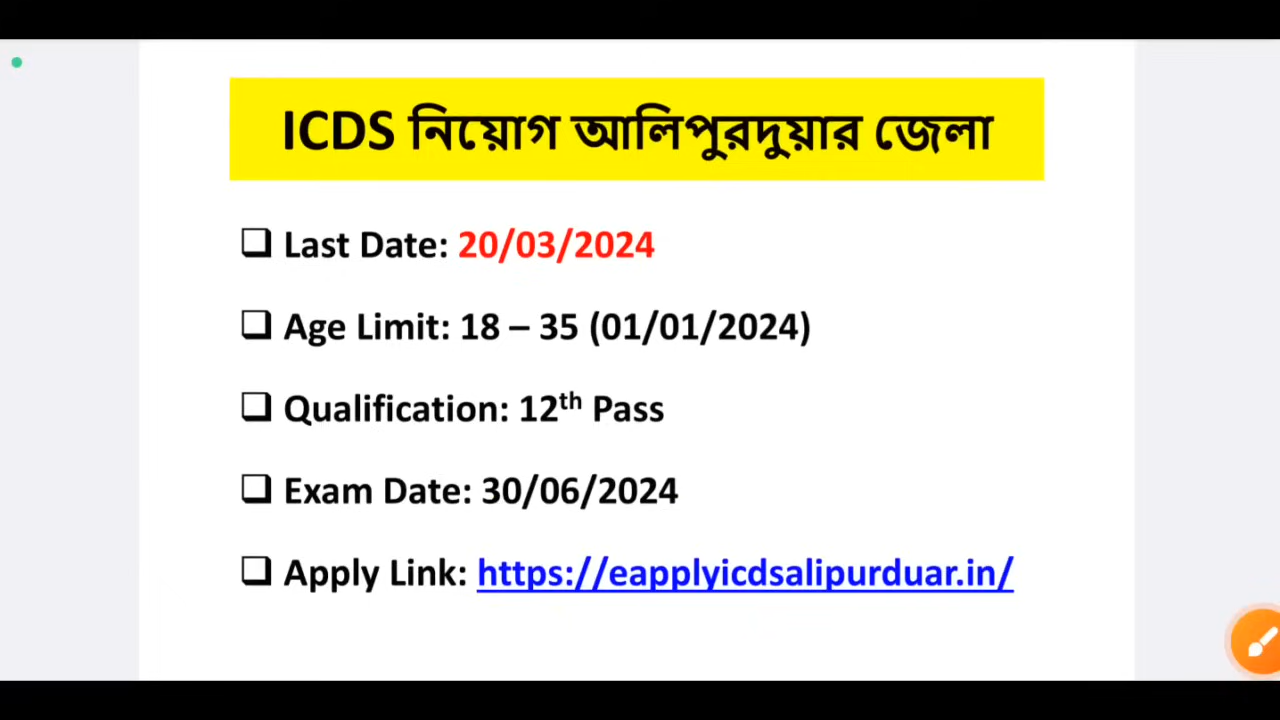 ICDS নিয়োগ আলিপুরদুয়ার জেলা
Last Date: 20/03/2024
Age Limit: 18 – 35 (01/01/2024)
Qualification: 12th Pass
Exam Date: 30/06/2024
Apply Link: https://eapplyicdsalipurduar.in/